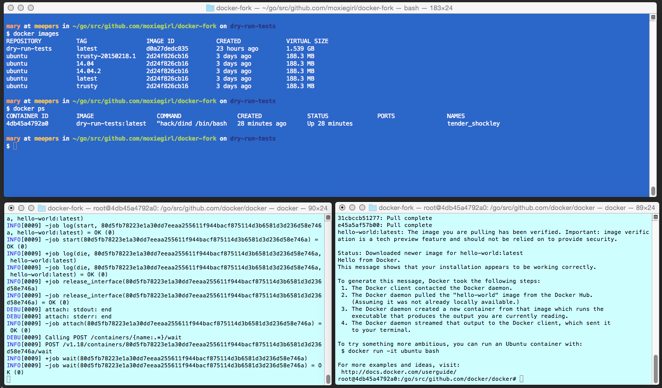 docker-fork — ~/go/src/github.com/moxiegirl/docker-fork — bash — 183×24
mary at meepers in ~/go/src/github.com/moxiegirl/docker-fork on dry-run-tests
$ docker images
REPOSITORY TAG IMAGE ID CREATED VIRTUAL SIZE
dry-run-tests latest d0a27dedc835 23 hours ago 1.539 GB
ubuntu trusty-20150218.1 2d24f826cb16 3 days ago 188.3 MB
ubuntu 14.04 2d24f826cb16 3 days ago 188.3 MB
ubuntu 14.04.2 2d24f826cb16 3 days ago 188.3 MB
ubuntu latest 2d24f826cb16 3 days ago 188.3 MB
ubuntu trusty 2d24f826cb16 3 days ago 188.3 MB
mary at meepers in ~/go/src/github.com/moxiegirl/docker-fork on dry-run-tests
$ docker ps
CONTAINER ID IMAGE COMMAND CREATED STATUS PORTS NAMES
4db45a4792a0 dry-run-tests:latest "hack/dind /bin/bash 28 minutes ago Up 28 minutes tender_shockley
mary at meepers in ~/go/src/github.com/moxiegirl/docker-fork on dry-run-tests
$
docker-fork — root@4db45a4792a0: /go/src/github.com/docker/docker — docker — 90×24
a, hello-world:latest)
INFO[0009] -job log(start, 80d5fb78223e1a30dd7eeaa255611f944bacf875114d3b6581d3d236d58e746
a, hello-world:latest) = OK (0)
INFO[0009] -job start(80d5fb78223e1a30dd7eeaa255611f944bacf875114d3b6581d3d236d58e746a) =
OK (0)
INFO[0009] +job log(die, 80d5fb78223e1a30dd7eeaa255611f944bacf875114d3b6581d3d236d58e746a,
hello-world:latest)
INFO[0009] -job log(die, 80d5fb78223e1a30dd7eeaa255611f944bacf875114d3b6581d3d236d58e746a,
hello-world:latest) = OK (0)
INFO[0009] +job release_interface(80d5fb78223e1a30dd7eeaa255611f944bacf875114d3b6581d3d236
d58e746a)
INFO[0009] -job release_interface(80d5fb78223e1a30dd7eeaa255611f944bacf875114d3b6581d3d236
d58e746a) = OK (0)
DEBU[0009] attach: stdout: end
DEBU[0009] attach: stderr: end
INFO[0009] -job attach(80d5fb78223e1a30dd7eeaa255611f944bacf875114d3b6581d3d236d58e746a) =
OK (0)
DEBU[0009] Calling POST /containers/{name:.*}/wait
INFO[0009] POST /v1.18/containers/80d5fb78223e1a30dd7eeaa255611f944bacf875114d3b6581d3d236
d58e746a/wait
INFO[0009] +job wait(80d5fb78223e1a30dd7eeaa255611f944bacf875114d3b6581d3d236d58e746a)
INFO[0009] -job wait(80d5fb78223e1a30dd7eeaa255611f944bacf875114d3b6581d3d236d58e746a) = O
K (0)
docker-fork — root@4db45a4792a0: /go/src/github.com/docker/docker — docker — 89×24
31cbccb51277: Pull complete
e45a5af57b00: Pull complete
hello-world:latest: The image you are pulling has been verified. Important: image verific
ation is a tech preview feature and should not be relied on to provide security.
Status: Downloaded newer image for hello-world:latest
Hello from Docker.
This message shows that your installation appears to be working correctly.
To generate this message, Docker took the following steps:
1. The Docker client contacted the Docker daemon.
2. The Docker daemon pulled the "hello-world" image from the Docker Hub.
(Assuming it was not already locally available.)
3. The Docker daemon created a new container from that image which runs the
executable that produces the output you are currently reading.
4. The Docker daemon streamed that output to the Docker client, which sent it
to your terminal.
To try something more ambitious, you can run an Ubuntu container with:
$ docker run -it ubuntu bash
For more examples and ideas, visit:
http://docs.docker.com/userguide/
root@4db45a4792a0:/go/src/github.com/docker/docker#